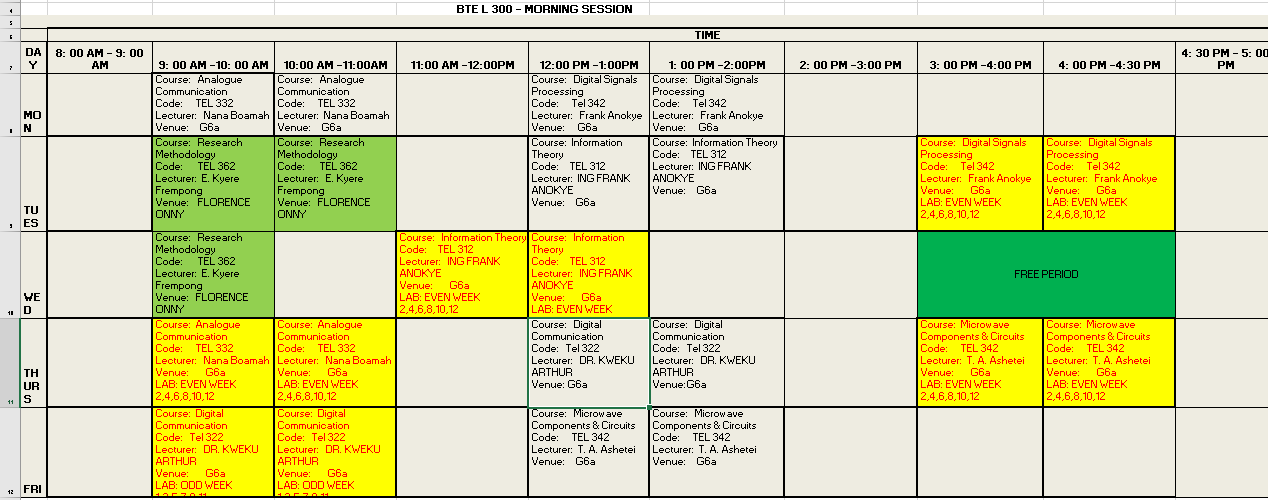 BTE L 300 - MORNING SESSION
TIME
DA
Y
8: 00 AM - 9: 00
AM
9: 00 AM -10: 00 AM
10:00 AM -11:00AM
11:00 AM -12:00PM
12:00 PM -1:00PM
1: 00 PM -2:00PM
2: 00 PM -3:00 PM
3:00 PM -4:00 PM
4: 00 PM -4:30 PM
4: 30 PM - 5: 00
PM
MO
N
Course: Analogue
Communication
Code: TEL 332
Lecturer: Nana Boamah
Venue: G6a
Course: Analogue
Communication
Code: TEL 332
Lecturer: Nana Boamah
Venue: G6a
Course: Digital Signals
Processing
Code: Tel 342
Lecturer: Frank Anokye
Venue: G6a
Course: Digital Signals
Processing
Code: Tel 342
Lecturer: Frank Anokye
Venue: G6a
TU
ES
Course: Research
Methodology
Code: TEL 362
Lecturer: E. Kyere
Frempong
Venue: FLORENCE
ONNY
Course: Research
Methodology
Code: TEL 362
Lecturer: E. Kyere
Frempong
Venue: FLORENCE
ONNY
Course: Information
Theory
Code: TEL 312
Lecturer: ING FRANK
ANOKYE
Venue: G6a
Course: Information Theory
Code: TEL 312
Lecturer: ING FRANK
ANOKYE
Venue: G6a
Course: Digital Signals
Processing
Code: Tel 342
Lecturer: Frank Anokye
Venue: G6a
LAB: EVEN WEEK
2,4,6,8,10,12
Course: Digital Signals
Processing
Code: Tel 342
Lecturer: Frank Anokye
Venue: G6a
LAB: EVEN WEEK
2,4,6,8,10,12
WE
D
Course: Research
Methodology
Code: TEL 362
Lecturer: E. Kyere
Frempong
Venue: FLORENCE
ONNY
Course: Information Theory
Code: TEL 312
Lecturer: ING FRANK
ANOKYE
Venue: G6a
LAB: EVEN WEEK
2,4,6,8,10,12
Course: Information
Theory
Code: TEL 312
Lecturer: ING FRANK
ANOKYE
Venue: G6a
LAB: EVEN WEEK
FREE PERIOD
THU
RS
Course: Analogue
Communication
Code: TEL 332
Lecturer: Nana Boamah
Venue: G6a
LAB: EVEN WEEK
2,4,6,8,10,12
Course: Analogue
Communication
Code: TEL 332
Lecturer: Nana Boamah
Venue: G6a
LAB: EVEN WEEK
2,4,6,8,10,12
Course: Digital
Communication
Code: Tel 322
Lecturer: DR. KWEKU
ARTHUR
Venue: G6a
Course: Digital
Communication
Code: Tel 322
Lecturer: DR. KWEKU
ARTHUR
Venue:G6a
Course: Microwave
Components & Circuits
Code: TEL 342
Lecturer: T. A. Ashetei
Venue: G6a
LAB: EVEN WEEK
2,4,6,8,10,12
Course: Microwave
Components & Circuits
Code: TEL 342
Lecturer: T. A. Ashetei
Venue: G6a
LAB: EVEN WEEK
2,4,6,8,10,12
FRI
Course: Digital
Communication
Code: Tel 322
Lecturer: DR. KWEKU
ARTHUR
Venue: G6a
LAB: ODD WEEK
Course: Digital
Communication
Code: Tel 322
Lecturer: DR. KWEKU
ARTHUR
Venue: G6a
LAB: ODD WEEK
Course: Microwave
Components & Circuits
Code: TEL 342
Lecturer: T. A. Ashetei
Venue: G6a
Course: Microwave
Components & Circuits
Code: TEL 342
Lecturer: T. A. Ashetei
Venue: G6a